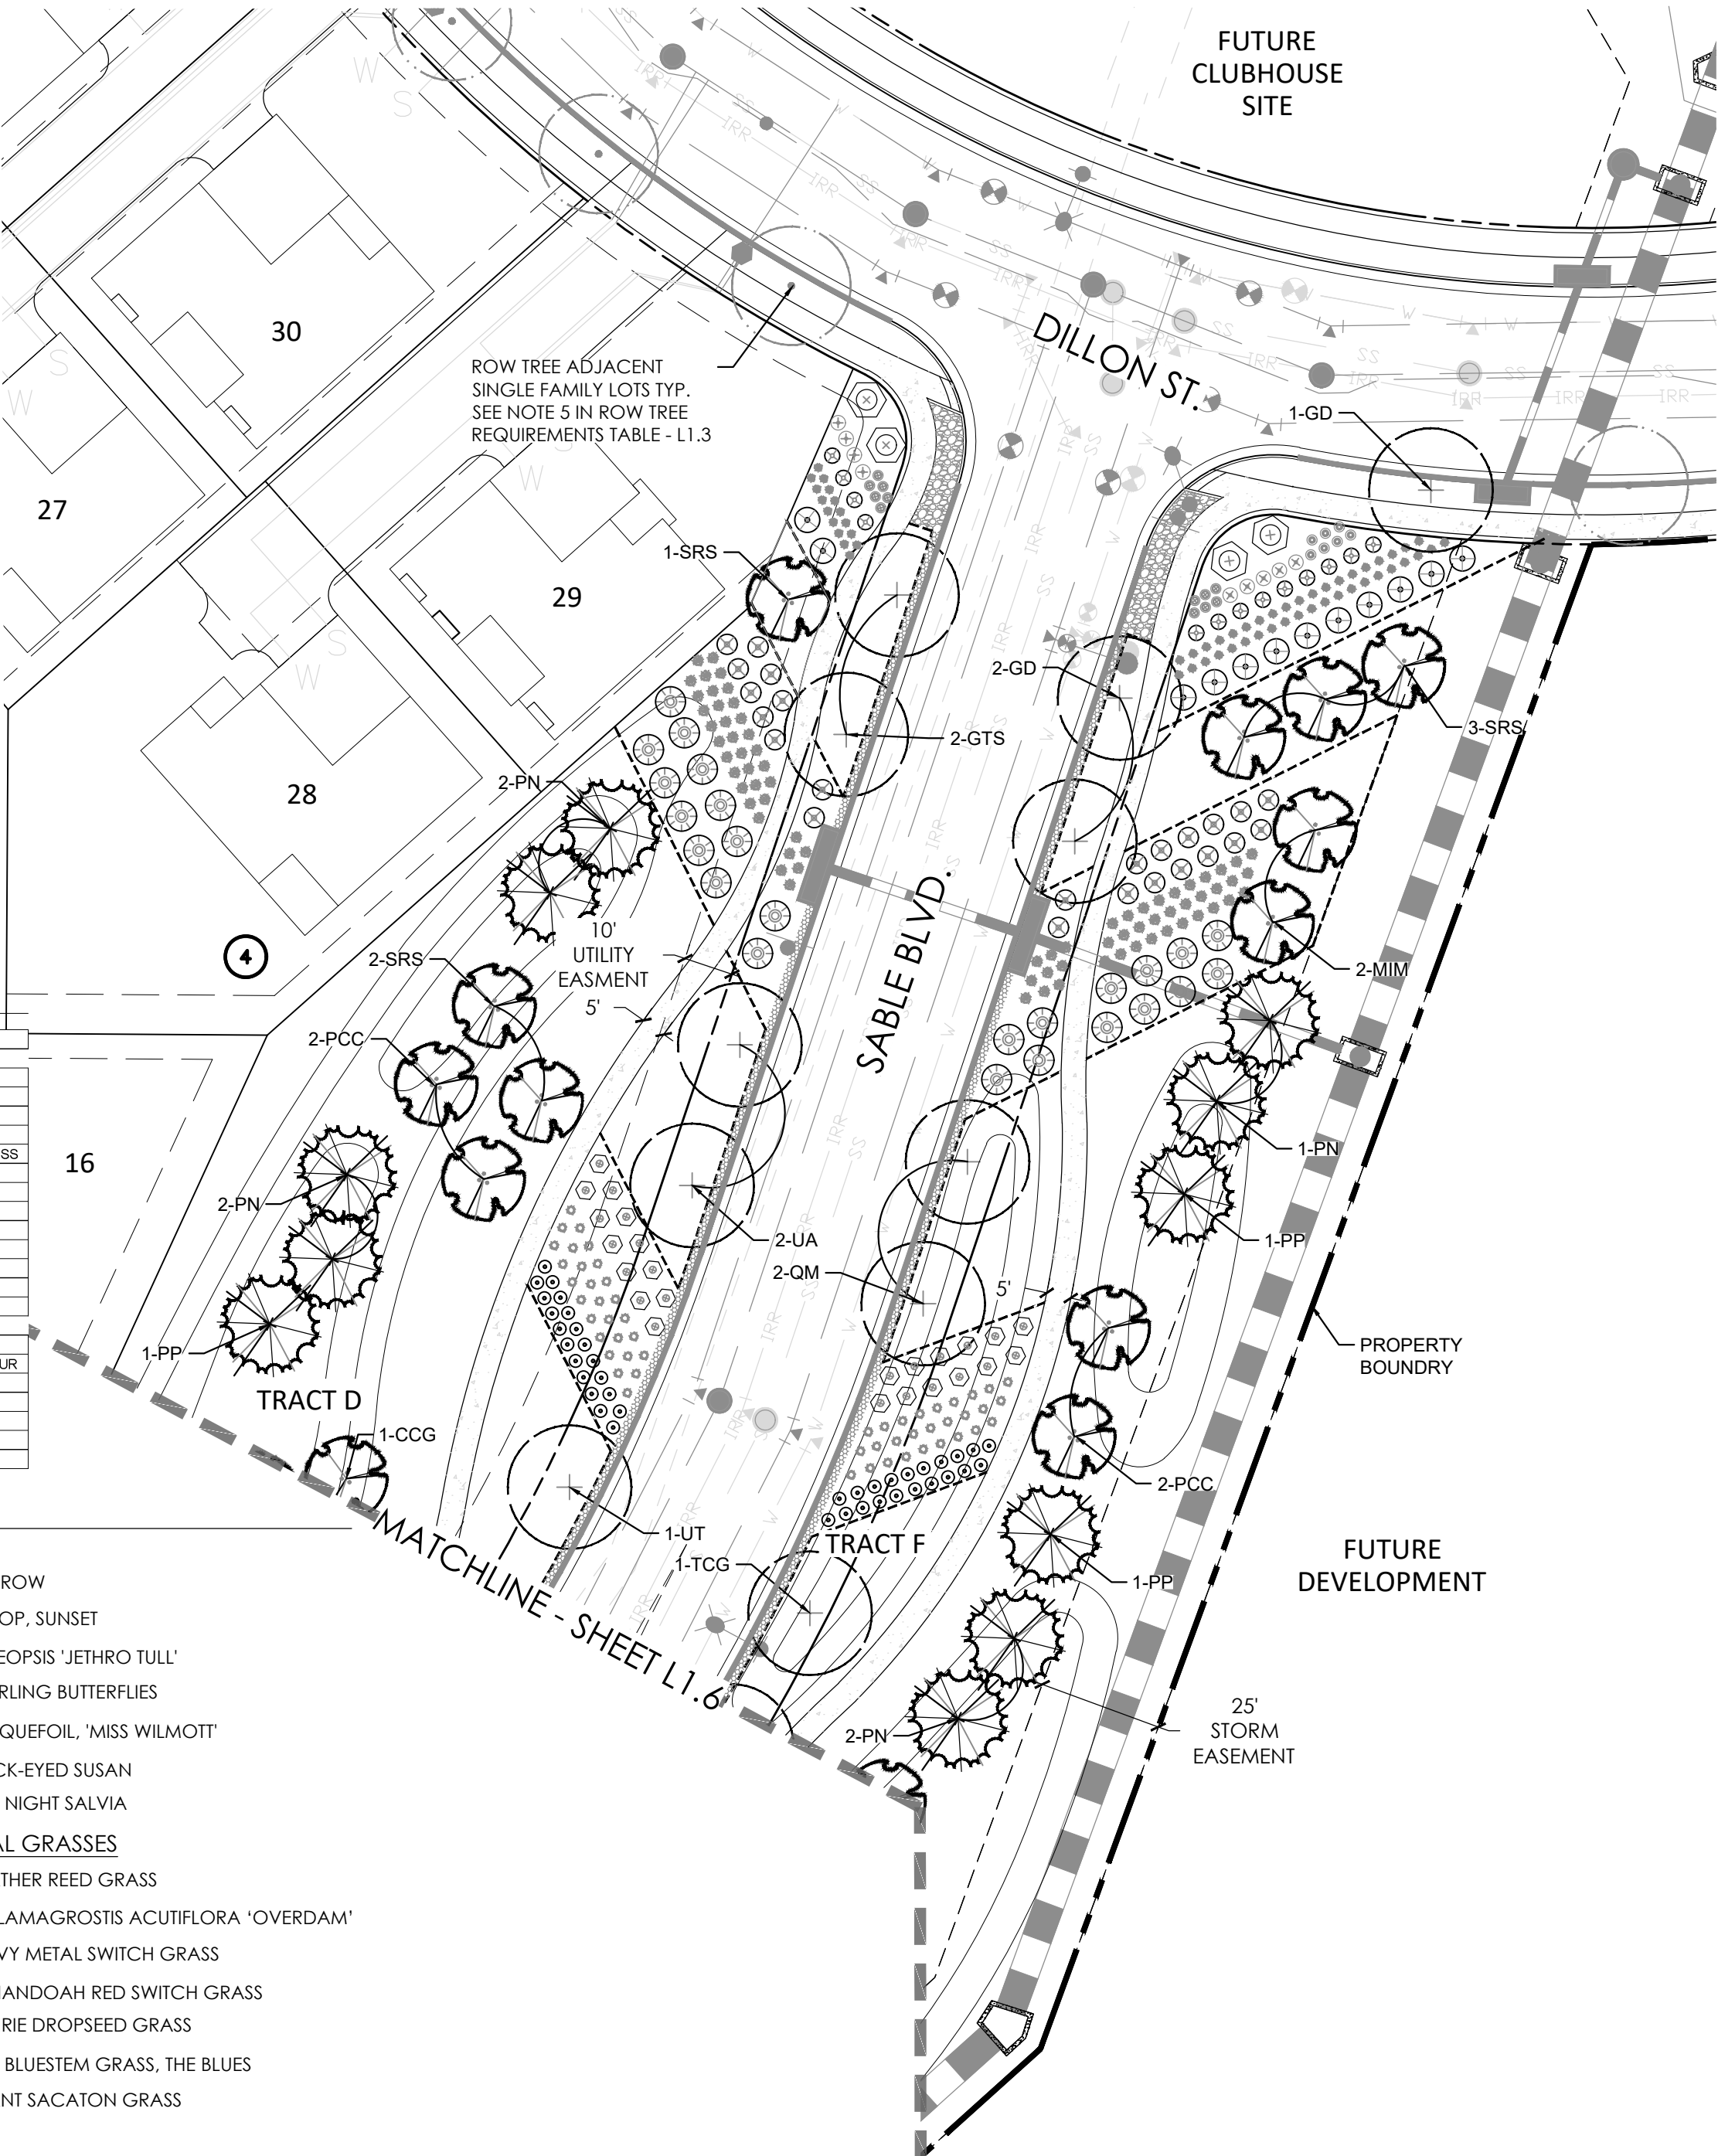 FUTURE
CLUBHOUSE
SITE
30
ROW TREE ADJACENT
SINGLE FAMILY LOTS TYP.
SEE NOTE 5 IN ROW TREE
REQUIREMENTS TABLE - L1.3
DILLON ST.
1-GD
27
29
1-SRS
2-GD
3-SRS
2-GTS
28
2-PN
SABLE BLVD.
10'
UTILITY
EASMENT
5'
4
2-SRS
2-MIM
2-PCC
1-PN
16
SS
2-PN
1-PP
2-UA
2-QM
5'
1-PP
PROPERTY
BOUNDRY
UR
TRACT D
1-CCG
2-PCC
1-UT
1-TCG
TRACT F
MATCHLINE - SHEET L1.6
1-PP
FUTURE
DEVELOPMENT
2-PN
25'
STORM
EASEMENT
ROW
OP, SUNSET
EOPSIS 'JETHRO TULL'
RLING BUTTERFLIES
QUEFOIL, 'MISS WILMOTT'
CK-EYED SUSAN
NIGHT SALVIA
AL GRASSES
THER REED GRASS
LAMAGROSTIS ACUTIFLORA ‘OVERDAM’
VY METAL SWITCH GRASS
NANDOAH RED SWITCH GRASS
RIE DROPSEED GRASS
BLUESTEM GRASS, THE BLUES
NT SACATON GRASS